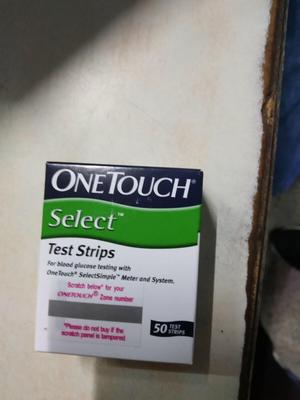 ONETOUCH®
Select™
Test Strips
For blood glucose testing with
OneTouch® SelectSimple™ Meter and System.
Scratch below* for your
ONETOUCH® Zone number
*Please do not buy if the
scratch panel is tampered
50 TEST
STRIPS